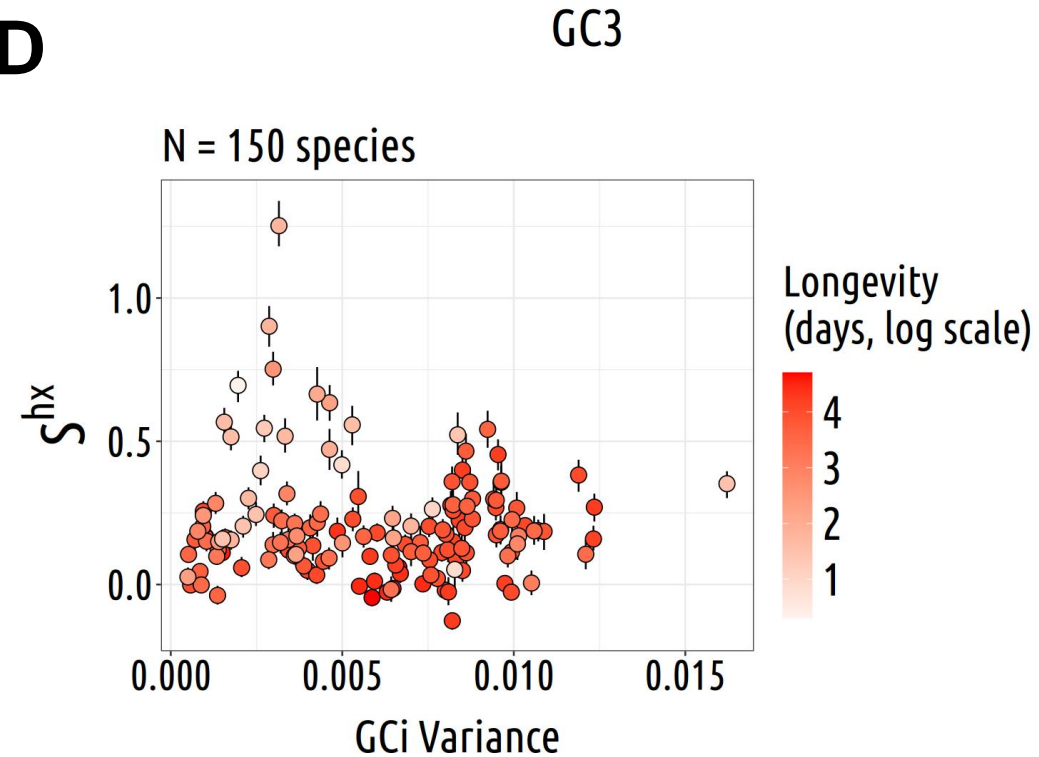 D
GC3
N = 150 species
1.0
0.5
0.0
S^hx
0.000 0.005 0.010 0.015
GCi Variance
Longevity
(days, log scale)
4
3
2
1